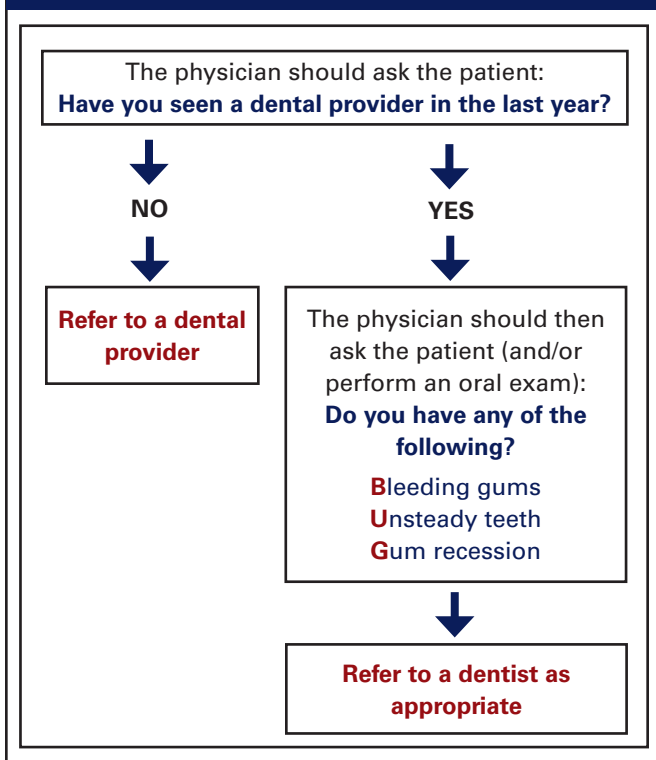 The physician should ask the patient:
Have you seen a dental provider in the last year?
NO
YES
Refer to a dental
provider
The physician should then
ask the patient (and/or
perform an oral exam):
Do you have any of the
following?
Bleeding gums
Unsteady teeth
Gum recession
Refer to a dentist as
appropriate